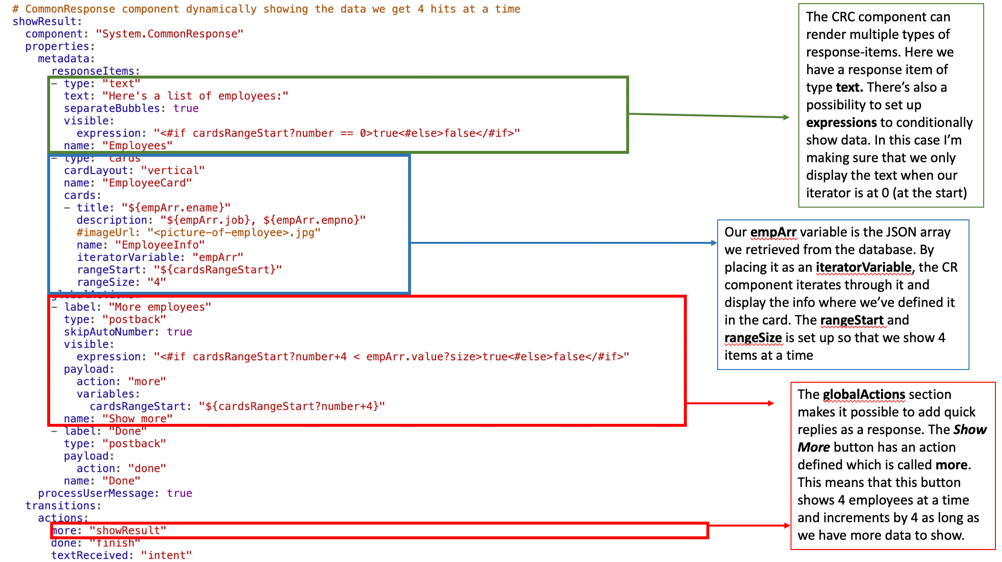 # CommonResponse component dynamically showing the data we get 4 hits at a time
showResult:
component: "System.CommonResponse"
properties:
metadata:
responseItems:
- type: "text"
text: "Here's a list of employees:"
separateBubbles: true
visible:
expression: "<#if cardsRangeStart?number == 0>true<#else>false</#if>"
name: "Employees"
- type: "cards"
cardLayout: "vertical"
name: "EmployeeCard"
cards:
- title: "${empArr.ename}"
description: "${empArr.job}, ${empArr.empno}"
#imageUrl: "<picture-of-employee>.jpg"
name: "EmployeeInfo"
iteratorVariable: "empArr"
rangeStart: "${cardsRangeStart}"
rangeSize: "4"
globalActions:
- label: "More employees"
type: "postback"
skipAutoNumber: true
visible:
expression: "<#if cardsRangeStart?number+4 < empArr.value?size>true<#else>false</#if>"
payload:
action: "more"
variables:
cardsRangeStart: "${cardsRangeStart?number+4}"
name: "Show more"
- label: "Done"
type: "postback"
payload:
action: "done"
name: "Done"
processUserMessage: true
transitions:
actions:
more: "showResult"
done: "finish"
textReceived: "intent"
The CRC component can
render multiple types of
response-items. Here we
have a response item of
type text. There's also a
possibility to set up
expressions to conditionally
show data. In this case I'm
making sure that we only
display the text when our
iterator is at 0 (at the start)
Our empArr variable is the JSON array
we retrieved from the database. By
placing it as an iteratorVariable, the CR
component iterates through it and
display the info where we've defined it
in the card. The rangeStart and
rangeSize is set up so that we show 4
items at a time
The globalActions section
makes it possible to add quick
replies as a response. The Show
More button has an action
defined which is called more.
This means that this button
shows 4 employees at a time
and increments by 4 as long as
we have more data to show.